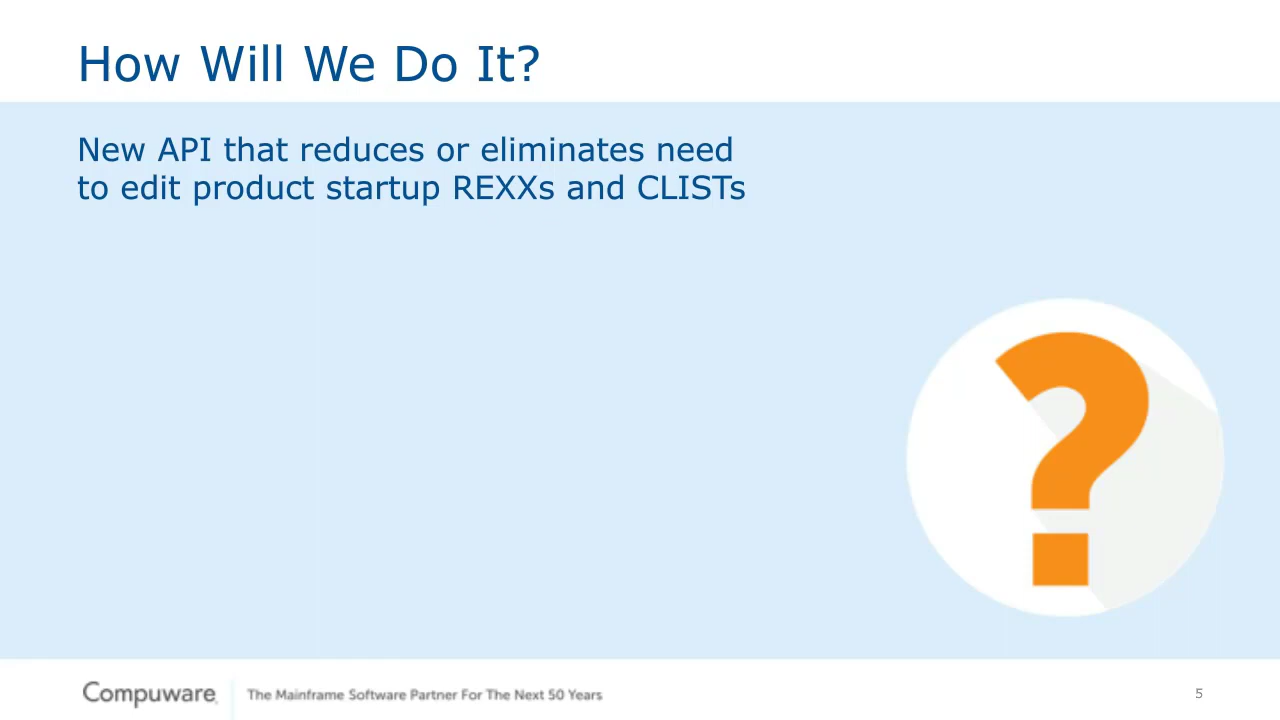 How Will We Do It?
New API that reduces or eliminates need
to edit product startup REXXs and CLISTs
?
Compuware
The Mainframe Software Partner For The Next 50 Years
5